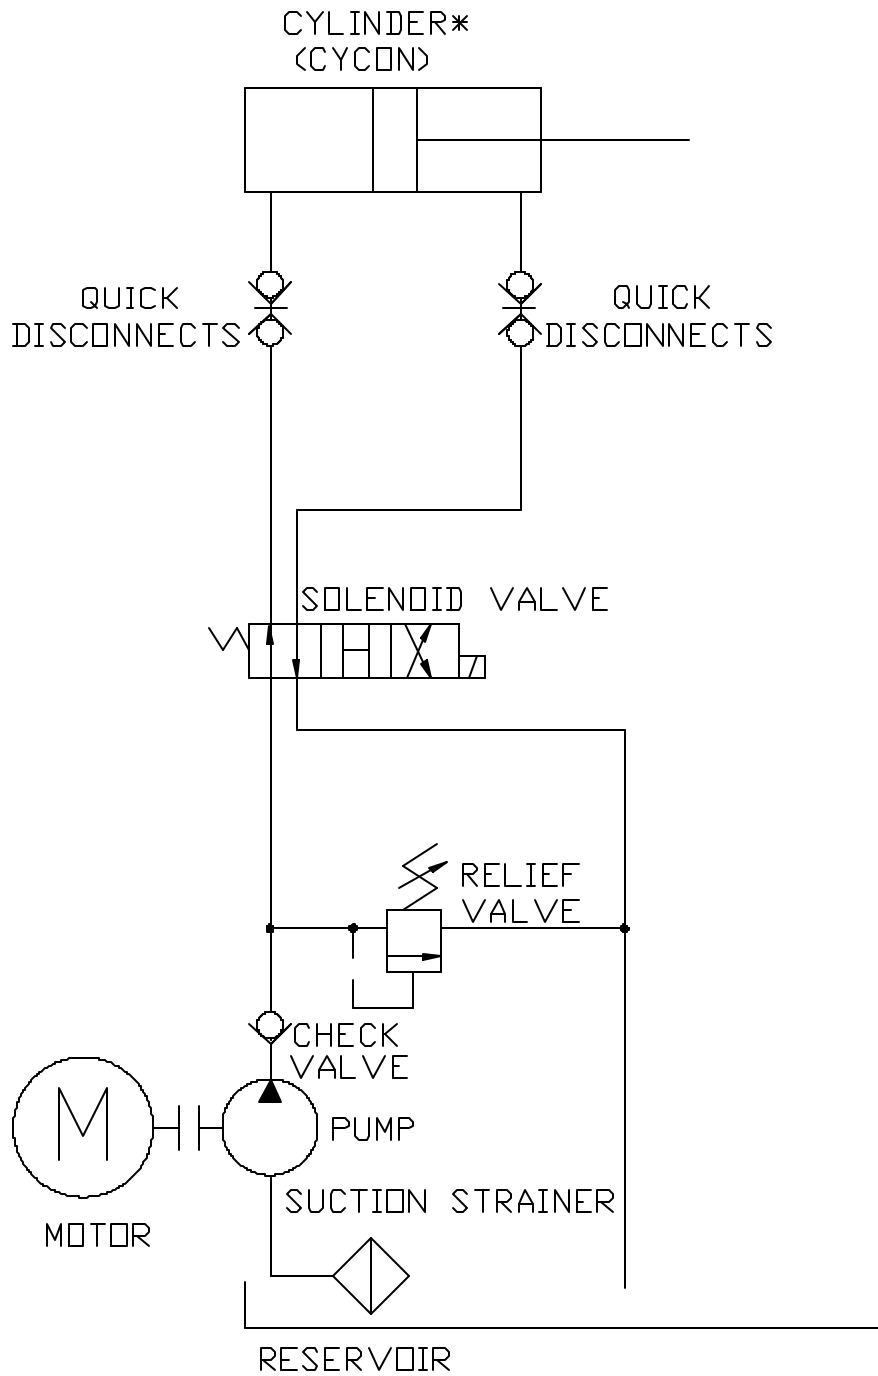 CYLINDER*
(CYCON)
QUICK
DISCONNECTS
QUICK
DISCONNECTS
SOLENOID VALVE
RELIEF
VALVE
CHECK
VALVE
M
PUMP
SUCTION STRAINER
MOTOR
RESERVOIR